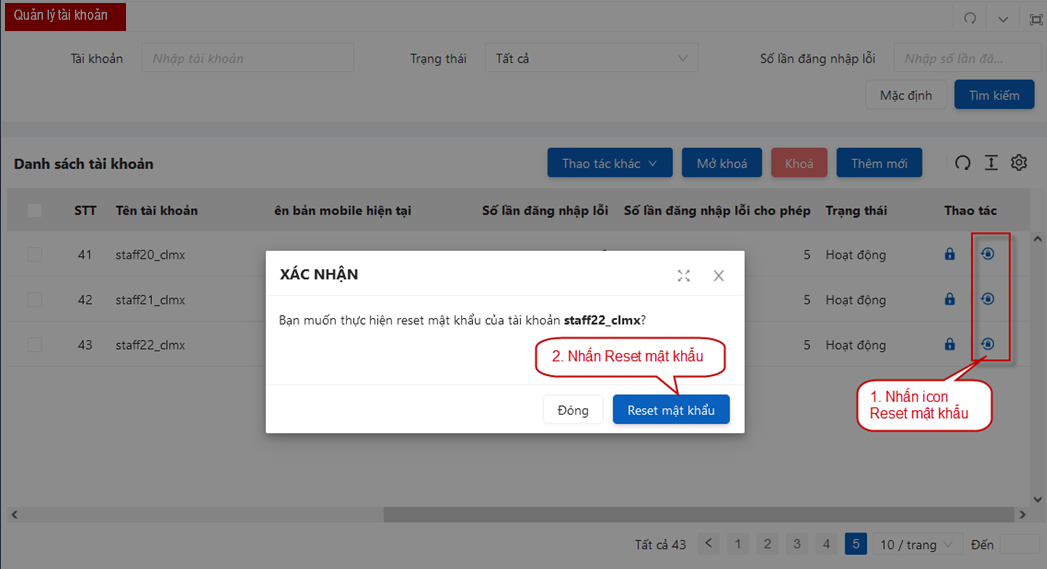 Quản lý tài khoản
Tài khoản Nhập tài khoản Trạng thái Tất cả Số lần đăng nhập lỗi Nhập số lần đã...
Mặc định Tìm kiếm
Danh sách tài khoản Thao tác khác Mở khoá Khoá Thêm mới
STT Tên tài khoản ên bản mobile hiện tại Số lần đăng nhập lỗi Số lần đăng nhập lỗi cho phép Trạng thái Thao tác
41 staff20_clmx 5 Hoạt động
42 staff21_clmx 5 Hoạt động
43 staff22_clmx 5 Hoạt động
XÁC NHẬN
Bạn muốn thực hiện reset mật khẩu của tài khoản staff22_clmx?
2. Nhấn Reset mật khẩu
Đóng Reset mật khẩu
1. Nhấn icon
Reset mật khẩu
Tất cả 43 1 2 3 4 5 10 / trang Đến